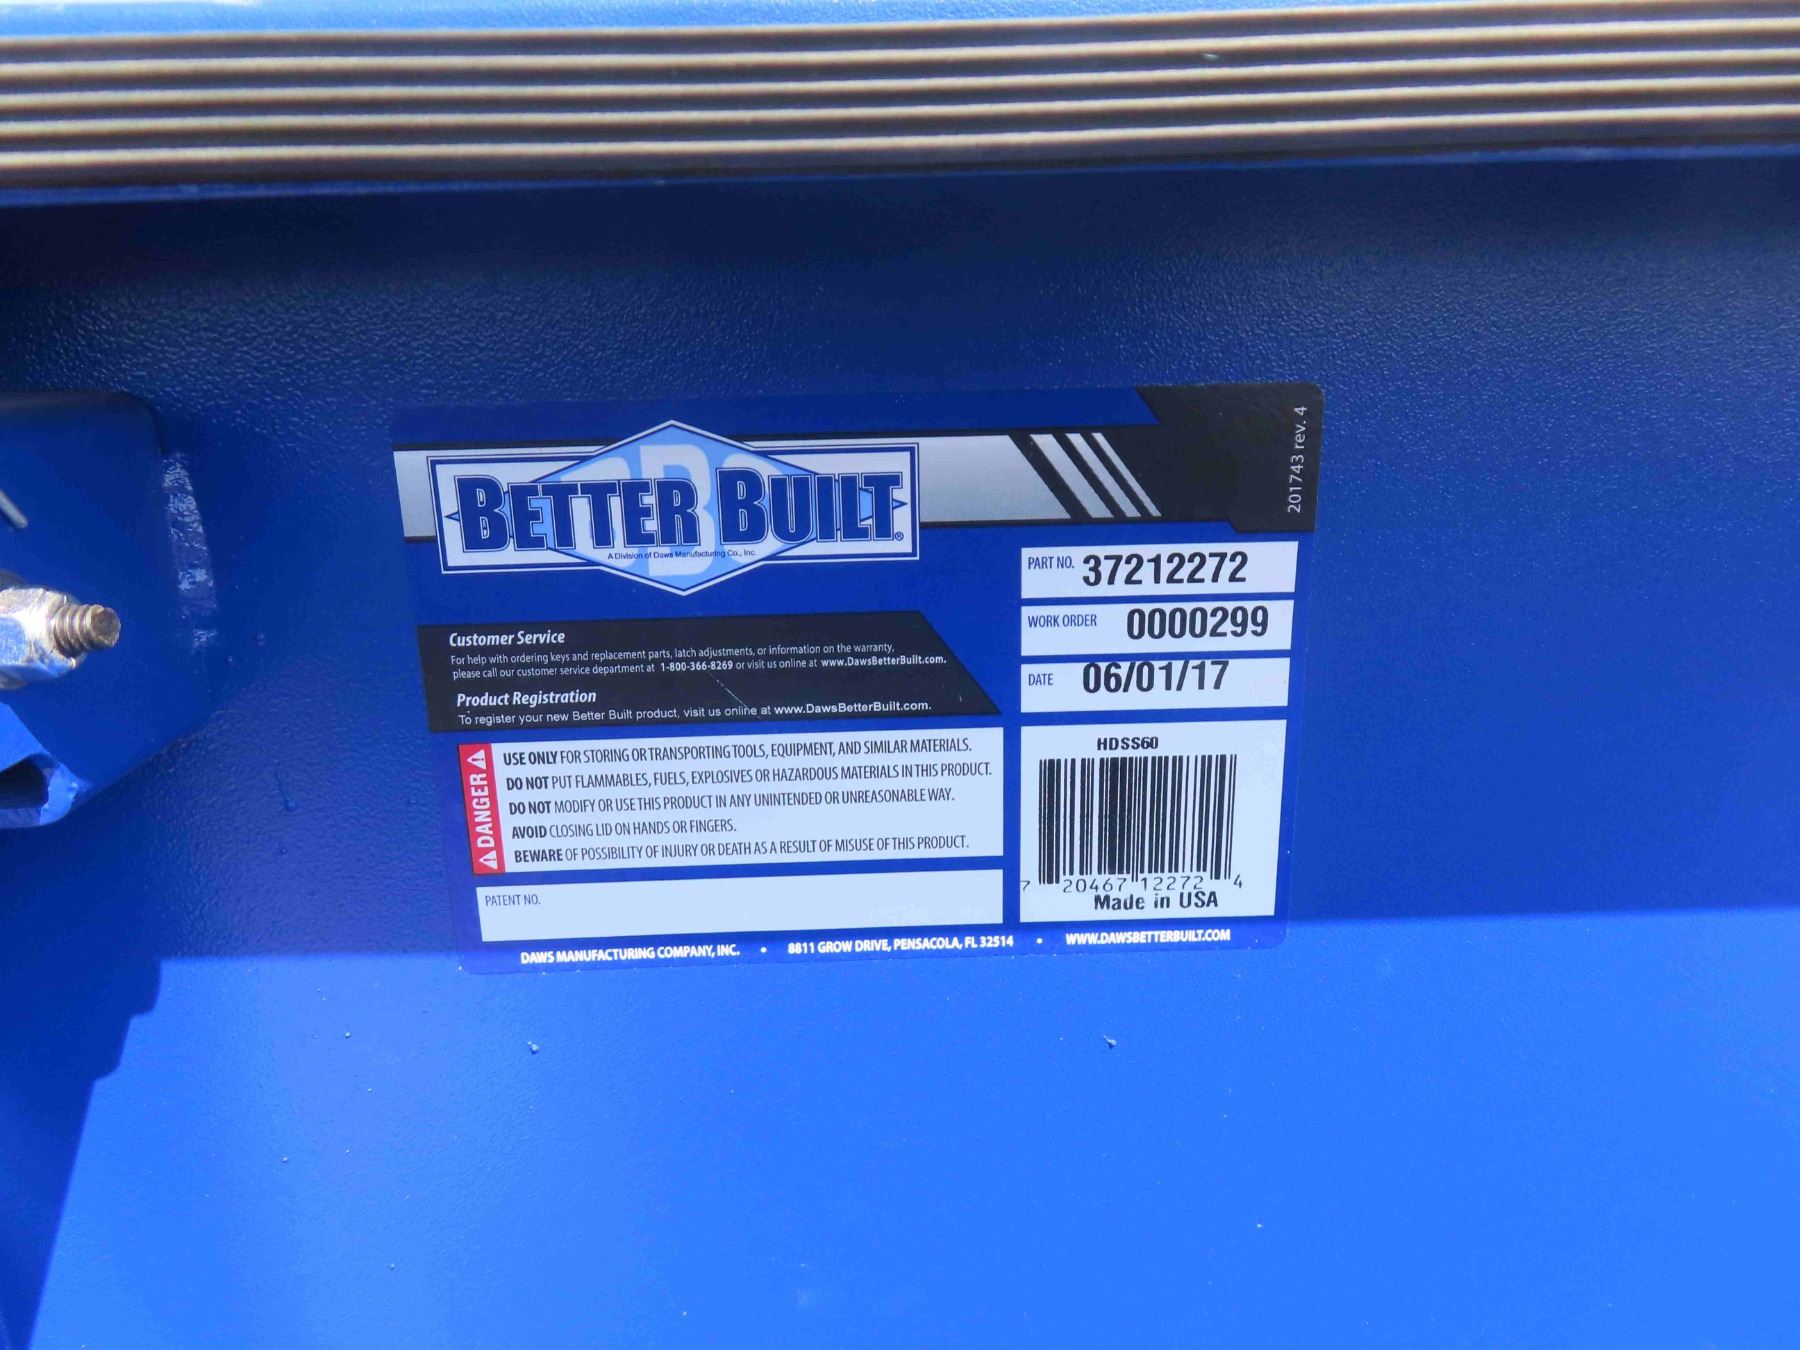 201743 rev. 4
BETTER BUILT®
A Division of Daws Manufacturing Co., Inc.
PART NO. 37212272
WORK ORDER 0000299
DATE 06/01/17
Customer Service
For help with ordering keys and replacement parts, latch adjustments, or information on the warranty,
please call our customer service department at 1-800-366-8269 or visit us online at www.DawsBetterBuilt.com.
Product Registration
To register your new Better Built product, visit us online at www.DawsBetterBuilt.com.
DANGER
USE ONLY FOR STORING OR TRANSPORTING TOOLS, EQUIPMENT, AND SIMILAR MATERIALS.
DO NOT PUT FLAMMABLES, FUELS, EXPLOSIVES OR HAZARDOUS MATERIALS IN THIS PRODUCT.
DO NOT MODIFY OR USE THIS PRODUCT IN ANY UNINTENDED OR UNREASONABLE WAY.
AVOID CLOSING LID ON HANDS OR FINGERS.
BEWARE OF POSSIBILITY OF INJURY OR DEATH AS A RESULT OF MISUSE OF THIS PRODUCT.
PATENT NO.
HDSS60
7 20467 12272 4
Made in USA
DAWS MANUFACTURING COMPANY, INC. • 8811 GROW DRIVE, PENSACOLA, FL 32514 • WWW.DAWSBETTERBUILT.COM